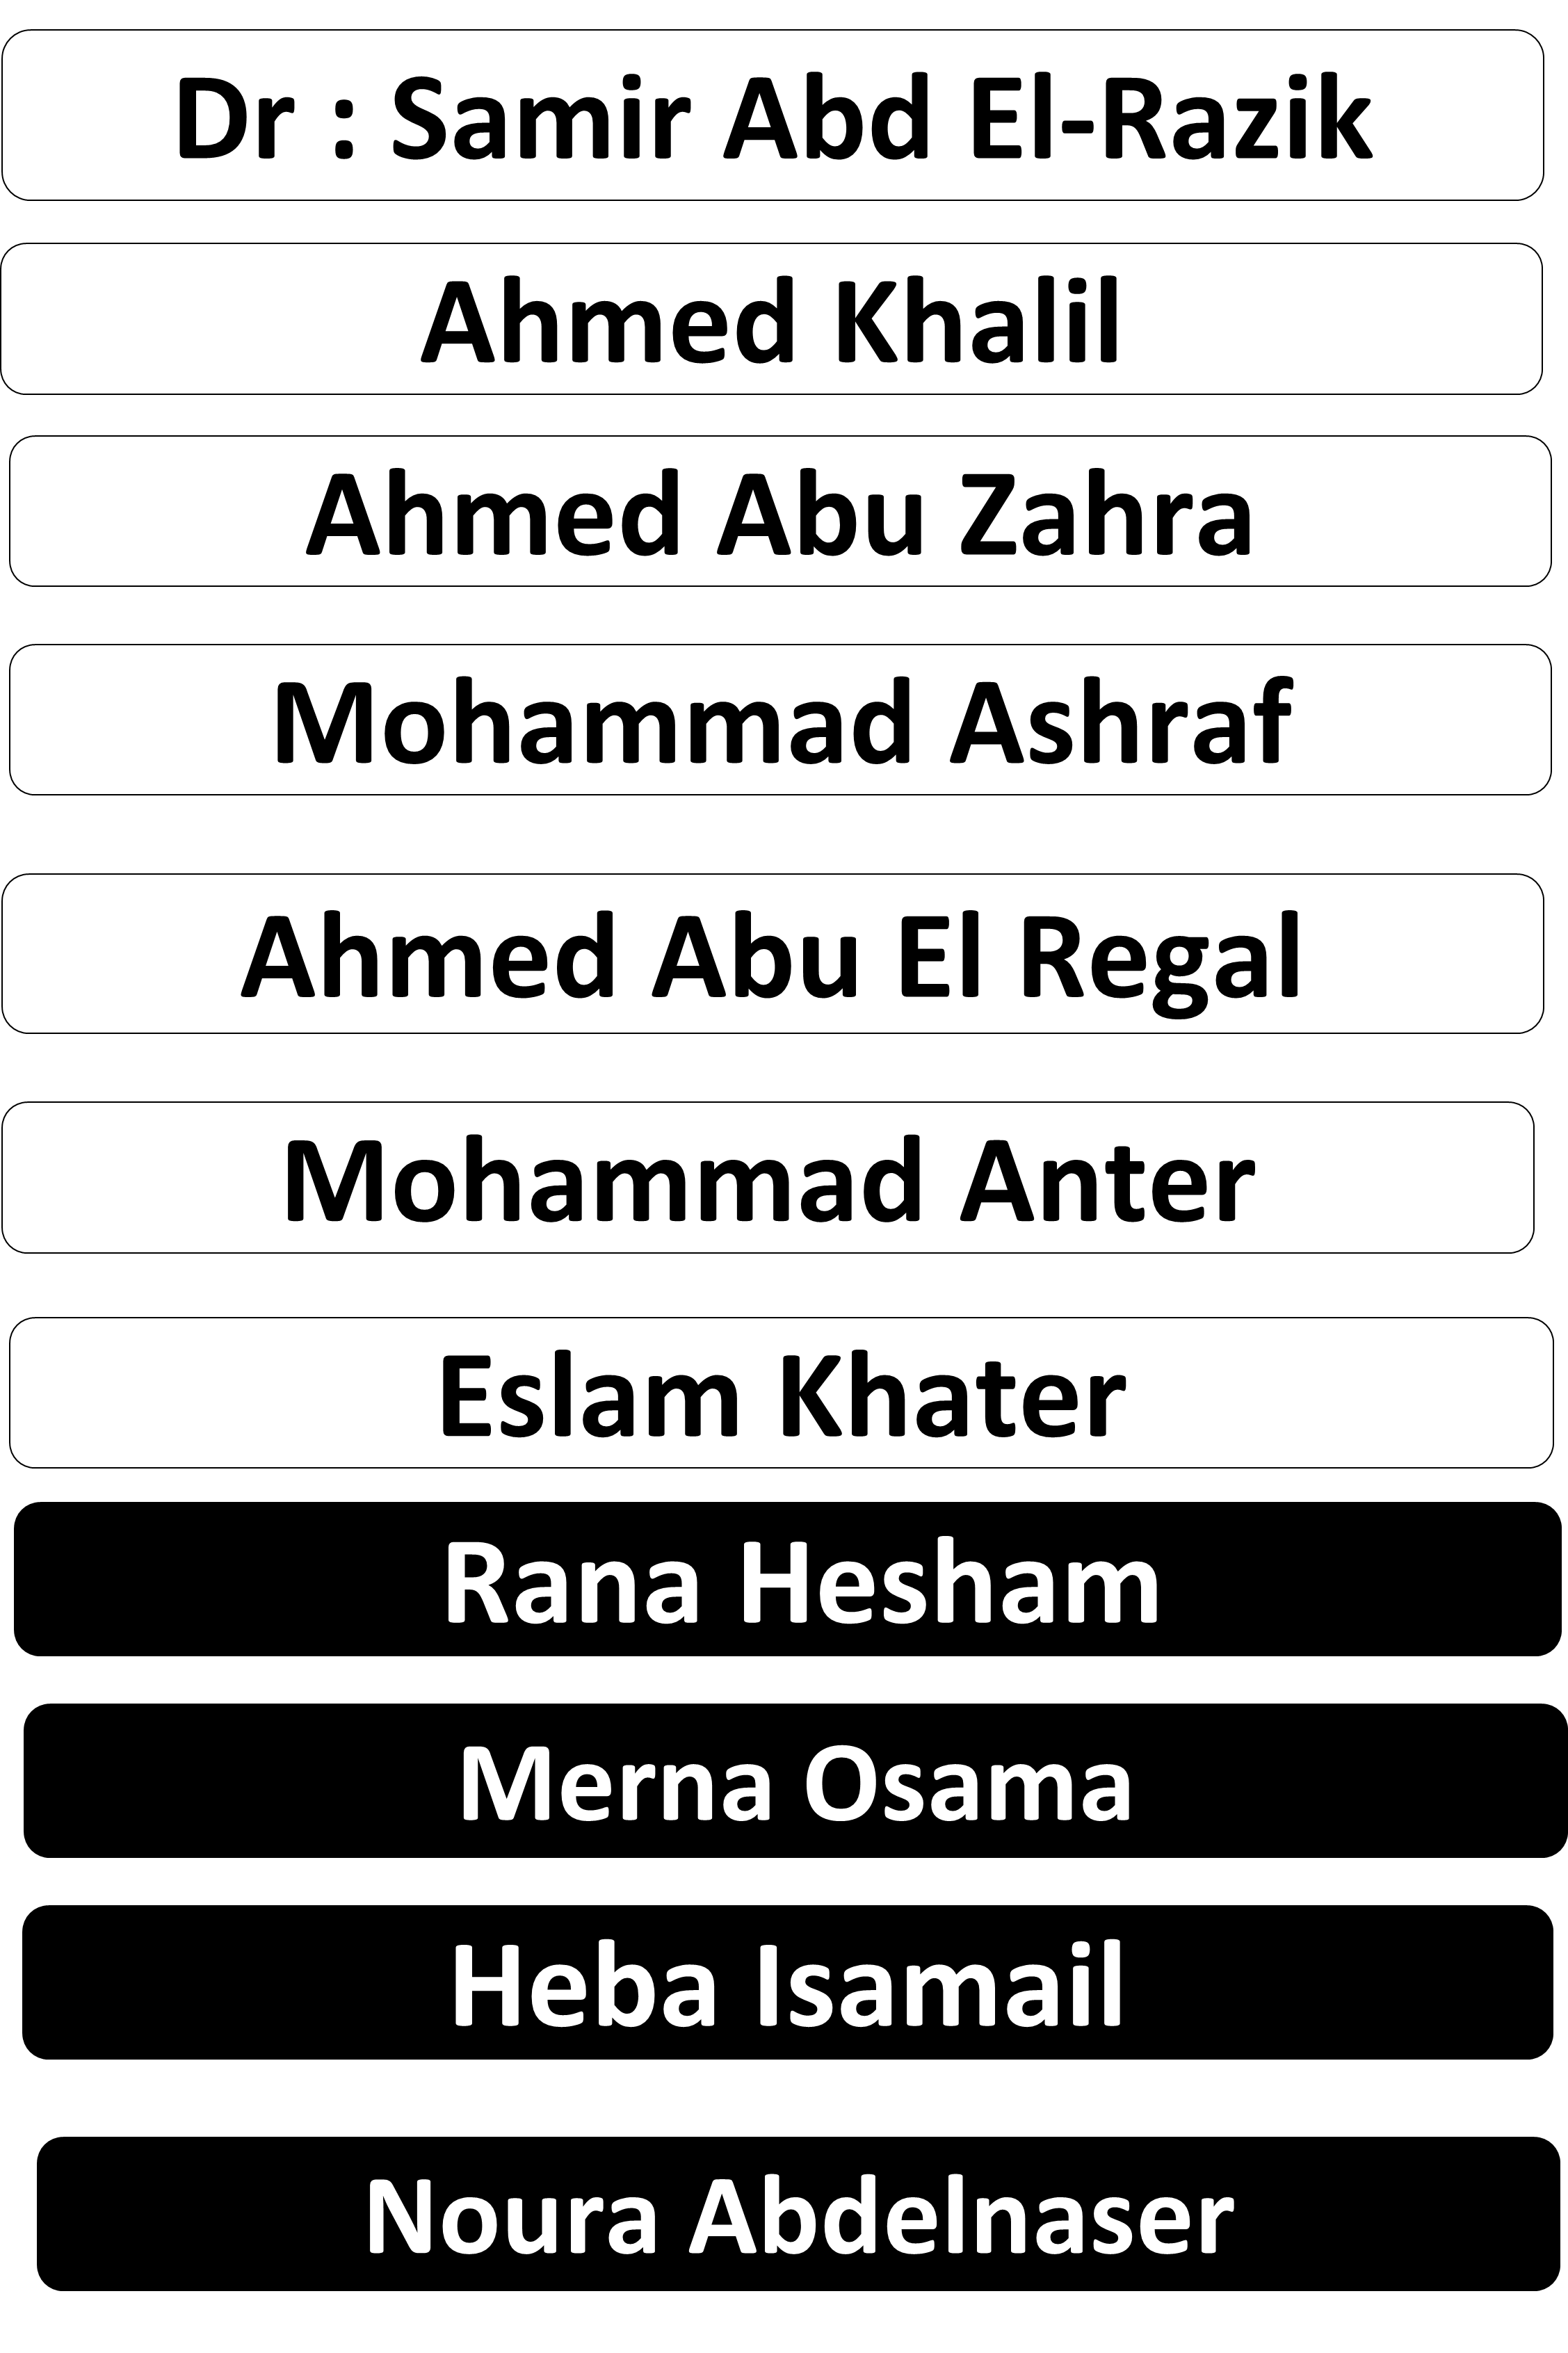 Dr : Samir Abd El-Razik
Ahmed Khalil
Ahmed Abu Zahra
Mohammad Ashraf
Ahmed Abu El Regal
Mohammad Anter
Eslam Khater
Rana Hesham
Merna Osama
Heba Isamail
Noura Abdelnaser